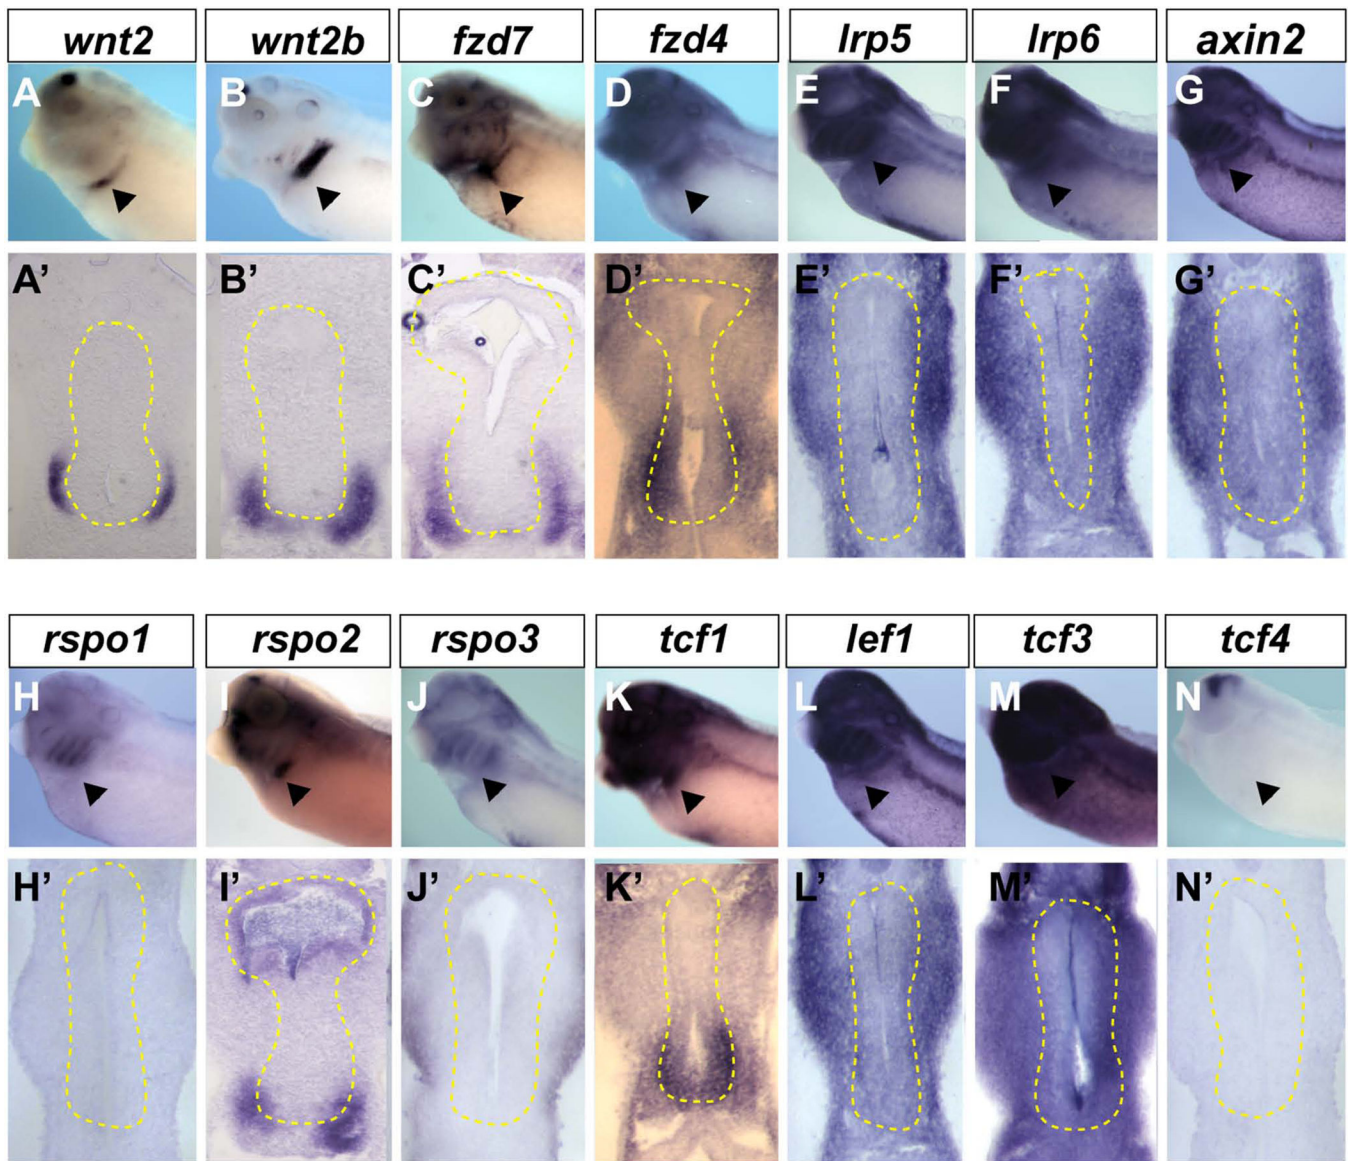 wnt2 wnt2b fzd7 fzd4 lrp5 lrp6 axin2
A B C D E F G
A’ B’ C’ D’ E’ F’ G’
rspo1 rspo2 rspo3 tcf1 lef1 tcf3 tcf4
H I J K L M N
H’ I’ J’ K’ L’ M’ N’